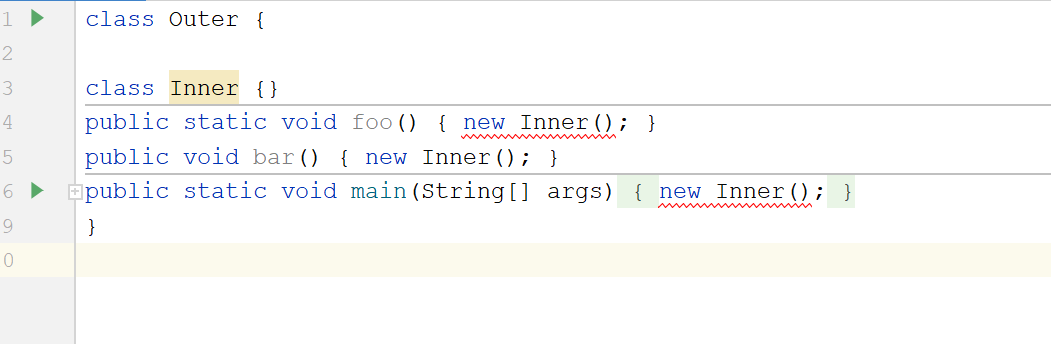 1 class Outer {
2
3 class Inner {}
4 public static void foo() { new Inner(); }
5 public void bar() { new Inner(); }
6 public static void main(String[] args) { new Inner(); }
9 }
0